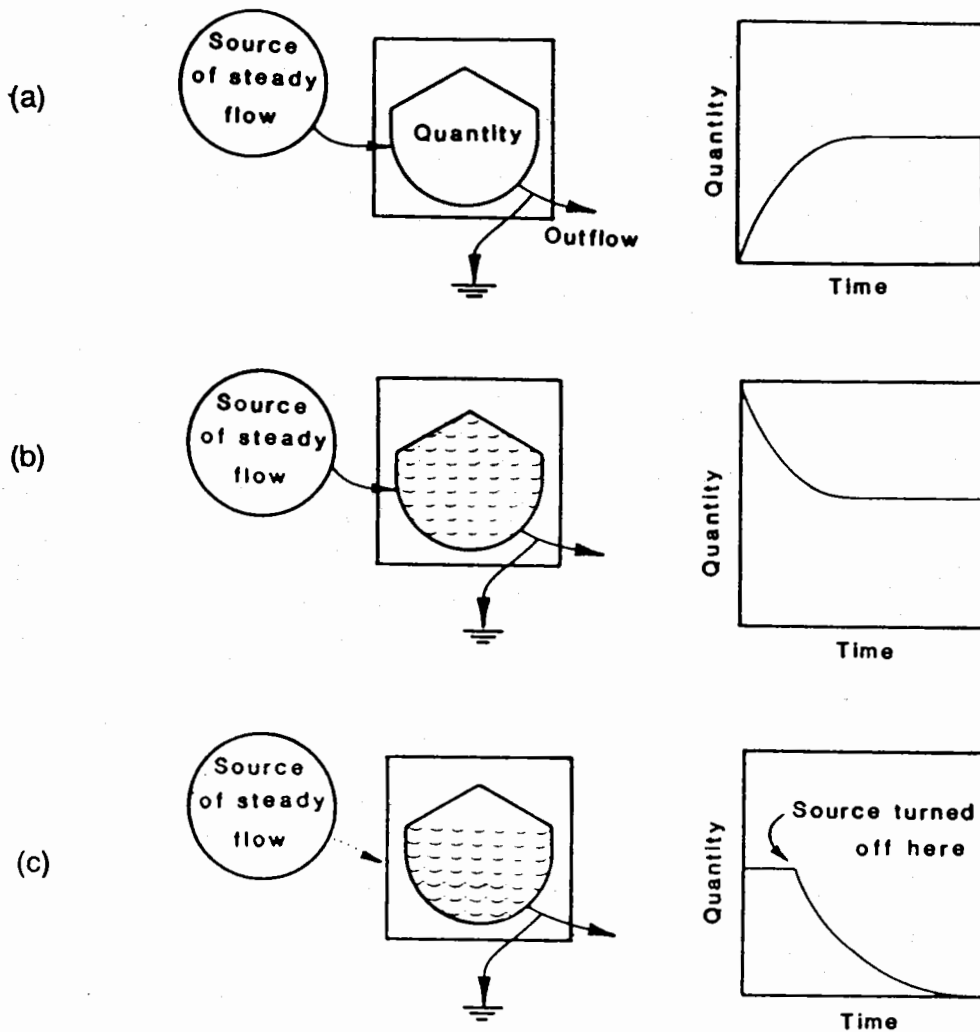 (a)
Source
of steady
flow
Quantity
Outflow
Quantity
Time
(b)
Source
of steady
flow
Quantity
Time
(c)
Source
of steady
flow
Source turned
off here
Quantity
Time